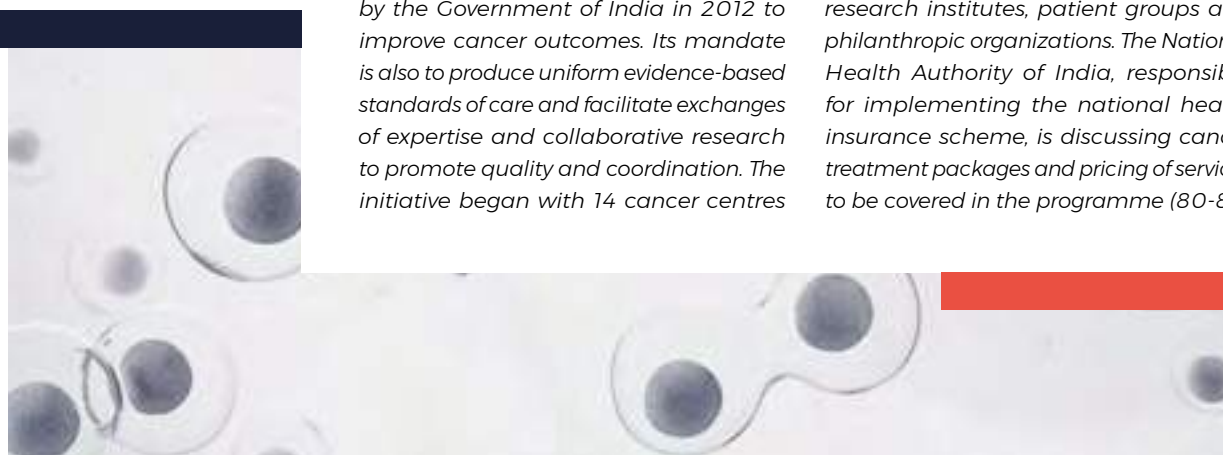 by the Government of India in 2012 to
improve cancer outcomes. Its mandate
is also to produce uniform evidence-based
standards of care and facilitate exchanges
of expertise and collaborative research
to promote quality and coordination. The
initiative began with 14 cancer centres
research institutes, patient groups a
philanthropic organizations. The Nation
Health Authority of India, responsib
for implementing the national hea
insurance scheme, is discussing canc
treatment packages and pricing of servic
to be covered in the programme (80-8